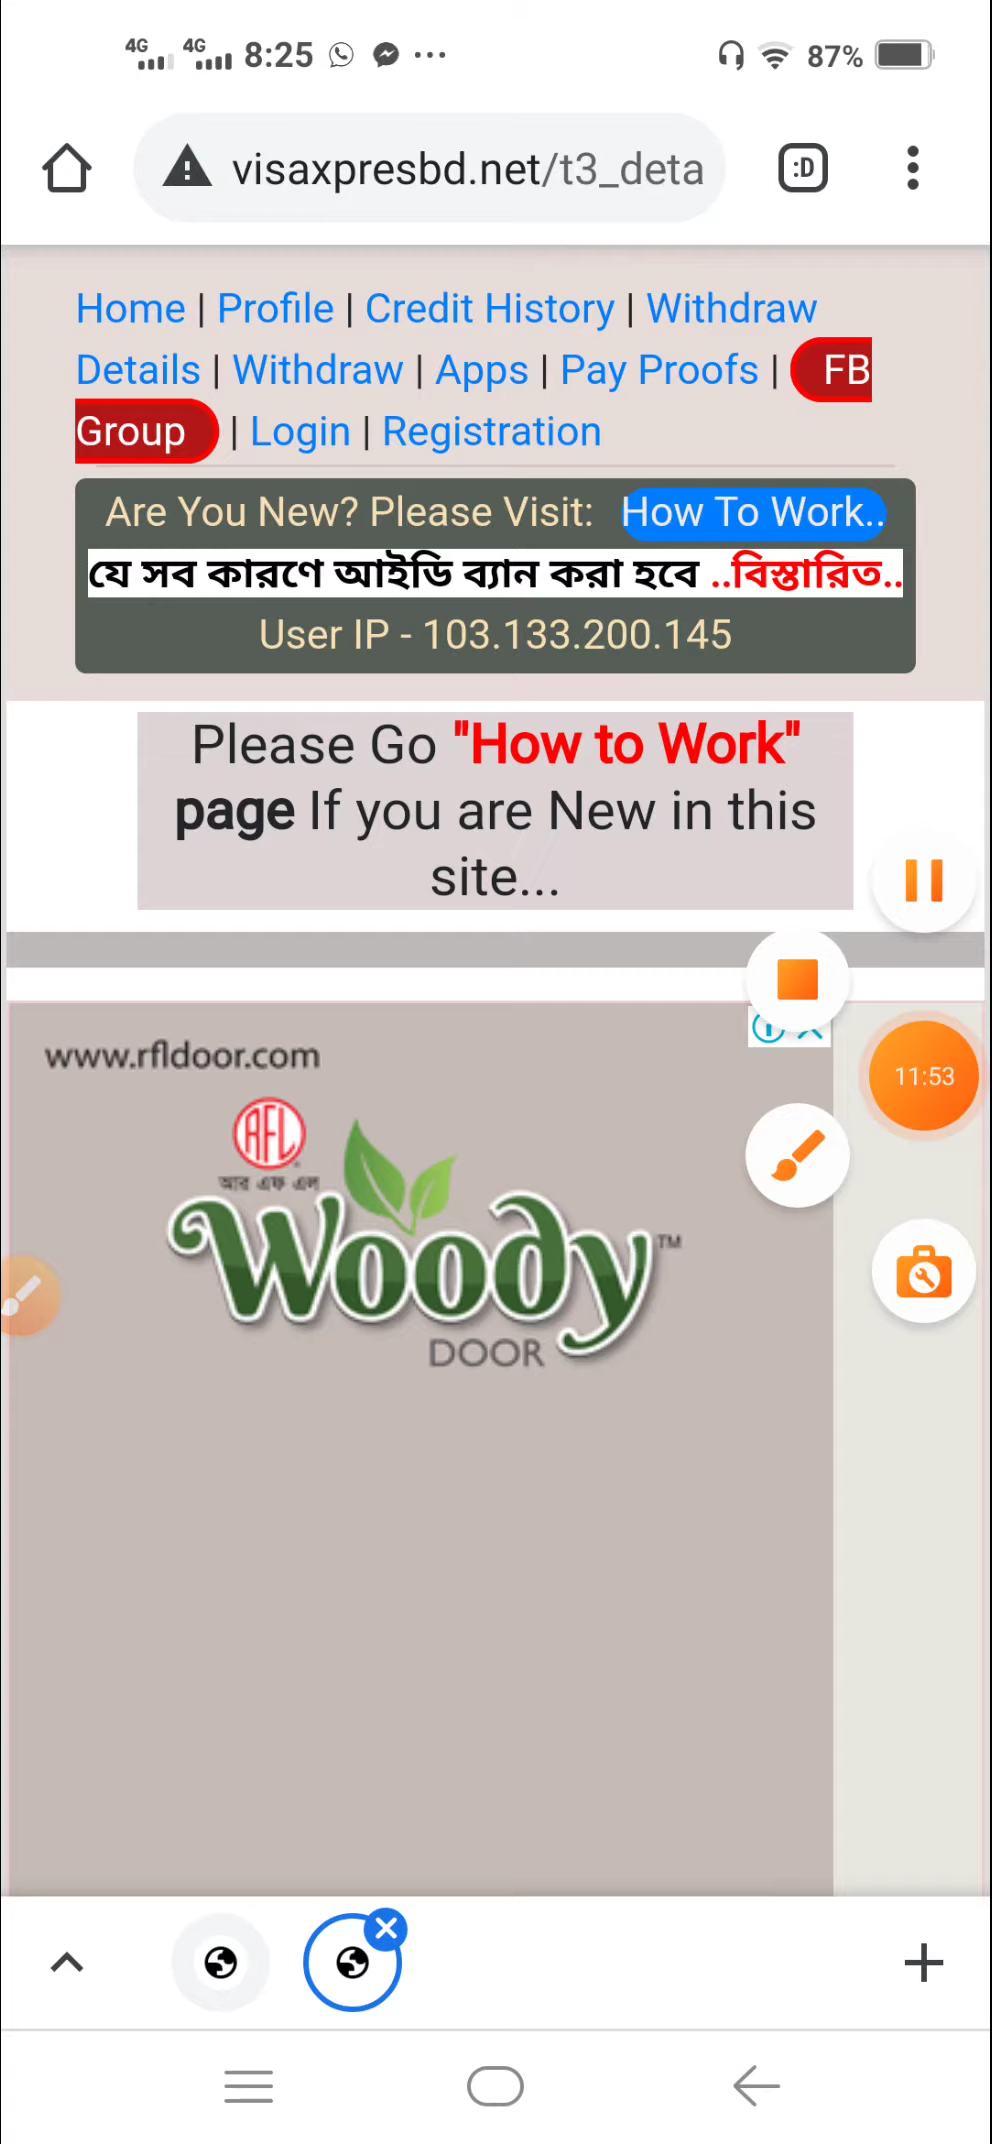 4G 4G 8:25 ... 87%
visaxpresbd.net/t3_deta :D
Home | Profile | Credit History | Withdraw
Details | Withdraw | Apps | Pay Proofs | FB
Group | Login | Registration
Are You New? Please Visit: How To Work..
যে সব কারণে আইডি ব্যান করা হবে ..বিস্তারিত..
User IP - 103.133.200.145
Please Go "How to Work"
page If you are New in this
site...
www.rfldoor.com
11:53
RFL
আর এফ এল
Woody™
DOOR